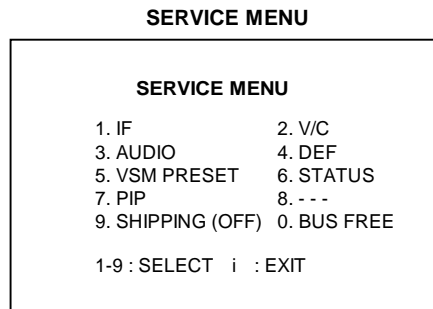 SERVICE MENU
SERVICE MENU
1. IF 2. V/C
3. AUDIO 4. DEF
5. VSM PRESET 6. STATUS
7. PIP 8. - - -
9. SHIPPING (OFF) 0. BUS FREE
1-9 : SELECT i : EXIT